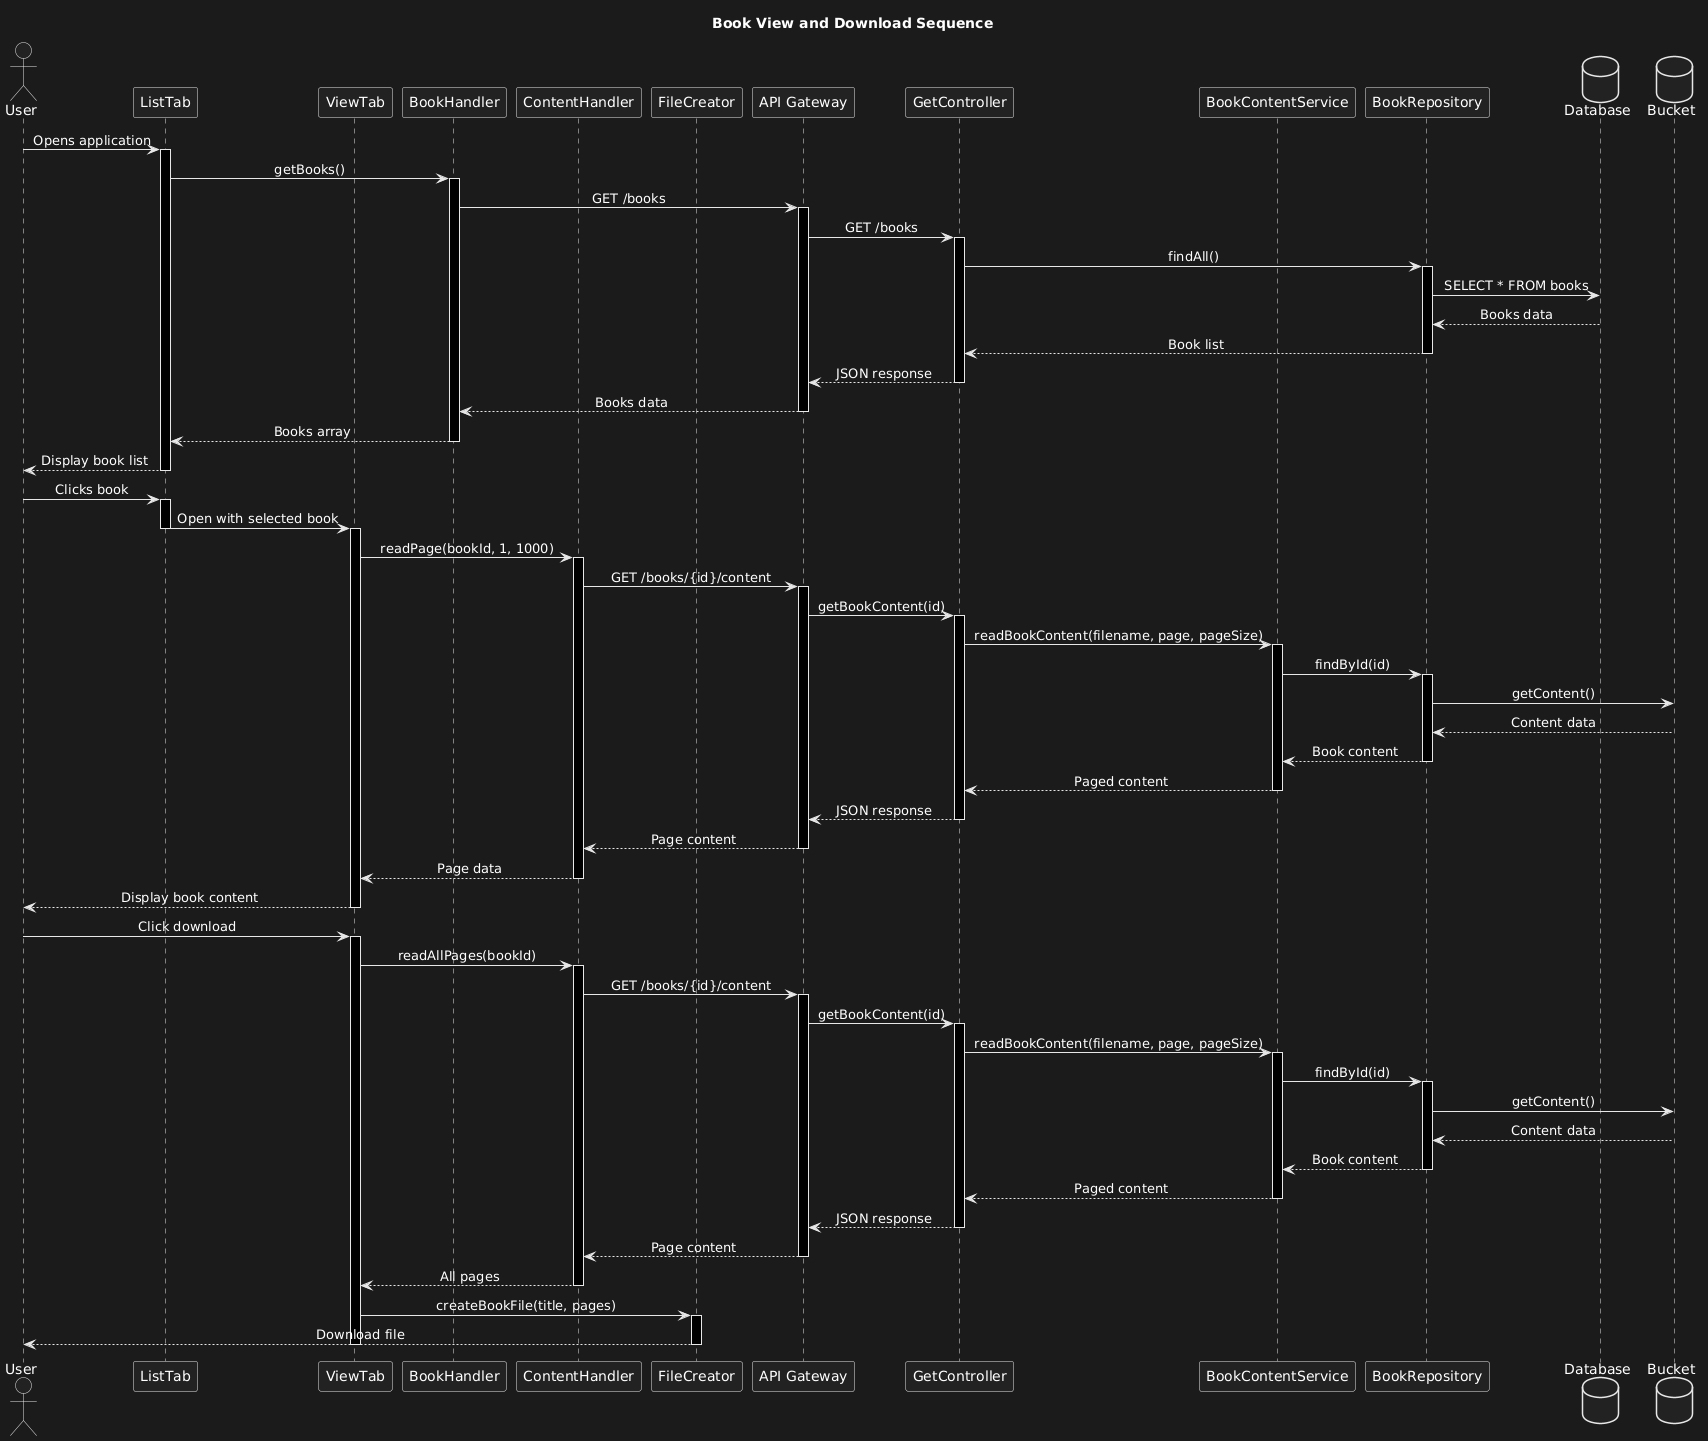 Book View and Download Sequence
User
ListTab
ViewTab
BookHandler
ContentHandler
FileCreator
API Gateway
GetController
BookContentService
BookRepository
Database
Bucket
Opens application
getBooks()
GET /books
GET /books
findAll()
SELECT * FROM books
Books data
Book list
JSON response
Books data
Books array
Display book list
Clicks book
Open with selected book
readPage(bookId, 1, 1000)
GET /books/{id}/content
getBookContent(id)
readBookContent(filename, page, pageSize)
findById(id)
getContent()
Content data
Book content
Paged content
JSON response
Page content
Page data
Display book content
Click download
readAllPages(bookId)
GET /books/{id}/content
getBookContent(id)
readBookContent(filename, page, pageSize)
findById(id)
getContent()
Content data
Book content
Paged content
JSON response
Page content
All pages
createBookFile(title, pages)
Download file
User
ListTab
ViewTab
BookHandler
ContentHandler
FileCreator
API Gateway
GetController
BookContentService
BookRepository
Database
Bucket